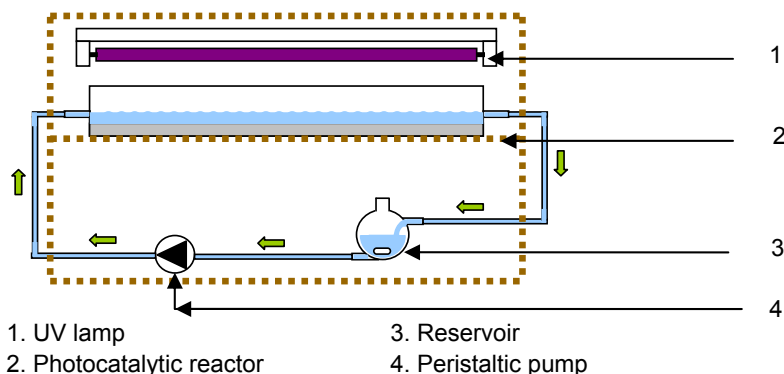 1
2
3
4
1. UV lamp
3. Reservoir
2. Photocatalytic reactor
4. Peristaltic pump